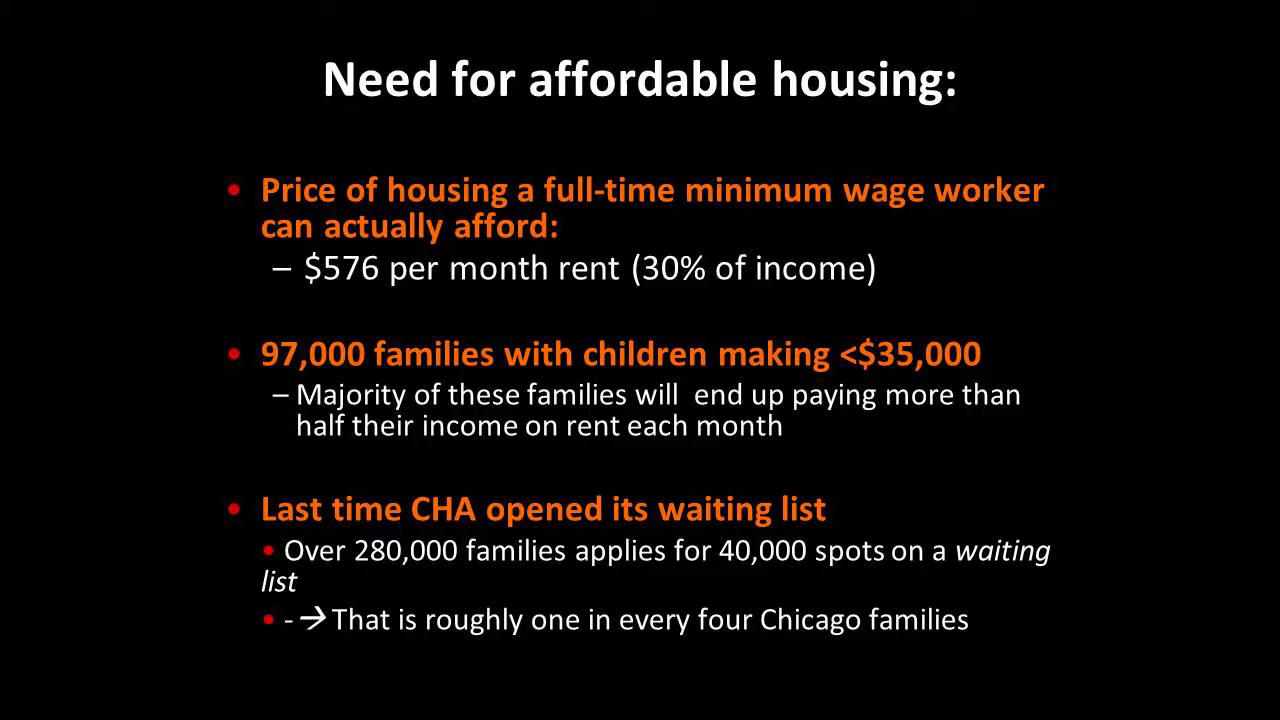 Need for affordable housing:
• Price of housing a full-time minimum wage worker
can actually afford:
– $576 per month rent (30% of income)
• 97,000 families with children making <$35,000
– Majority of these families will  end up paying more than
half their income on rent each month
• Last time CHA opened its waiting list
• Over 280,000 families applies for 40,000 spots on a waiting
list
• -→ That is roughly one in every four Chicago families